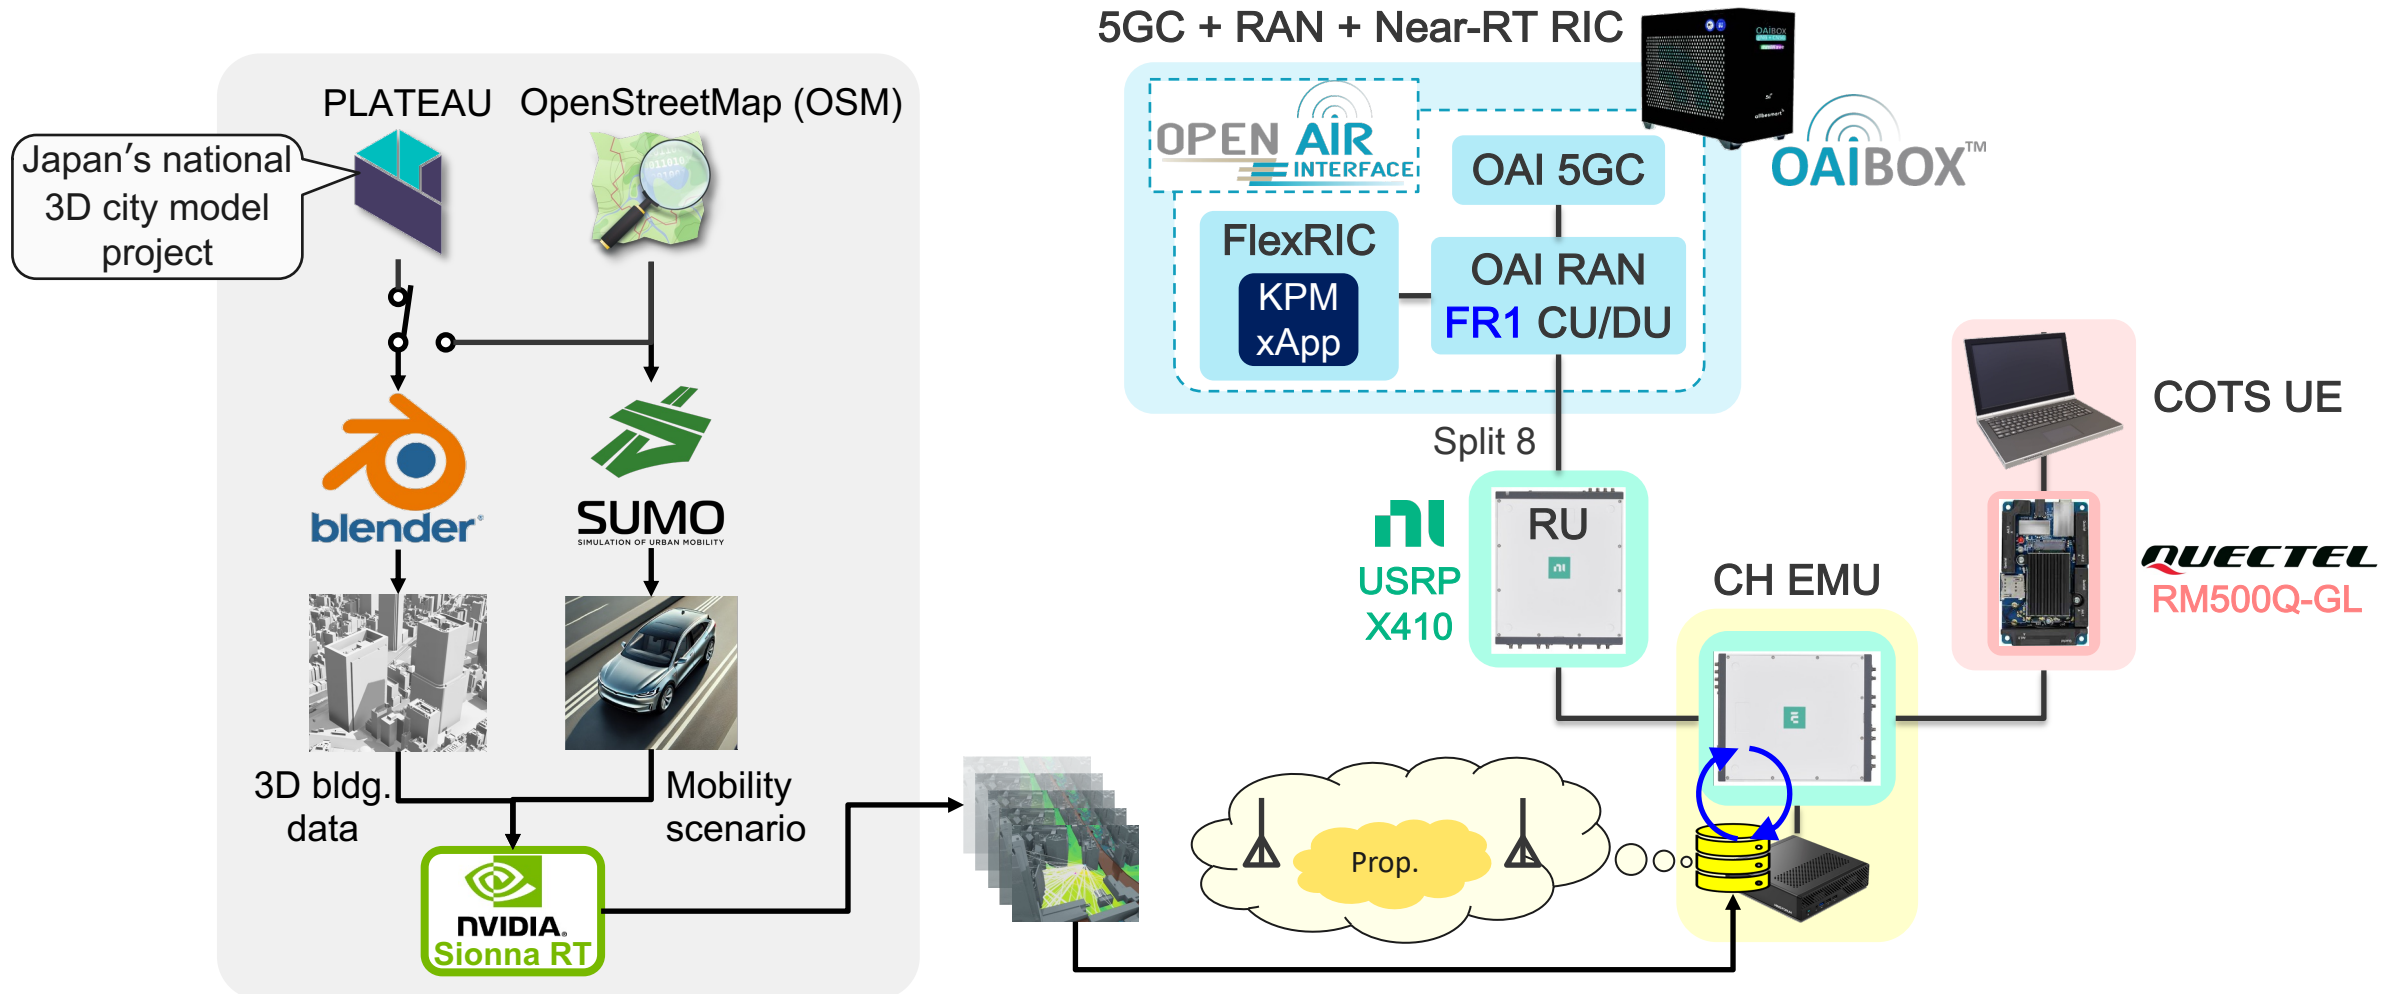 5GC + RAN + Near-RT RIC
PLATEAU
OpenStreetMap (OSM)
Japan's national
3D city model
project
OPEN AIR
INTERFACE
OAIBOX
OAIBOX™
OAI 5GC
FlexRIC
KPM
xApp
OAI RAN
FR1 CU/DU
Split 8
blender
SUMO
SIMULATION OF URBAN MOBILITY
RU
USRP
X410
COTS UE
QUECTEL
RM500Q-GL
CH EMU
3D bldg.
data
Mobility
scenario
Prop.
NVIDIA.
Sionna RT